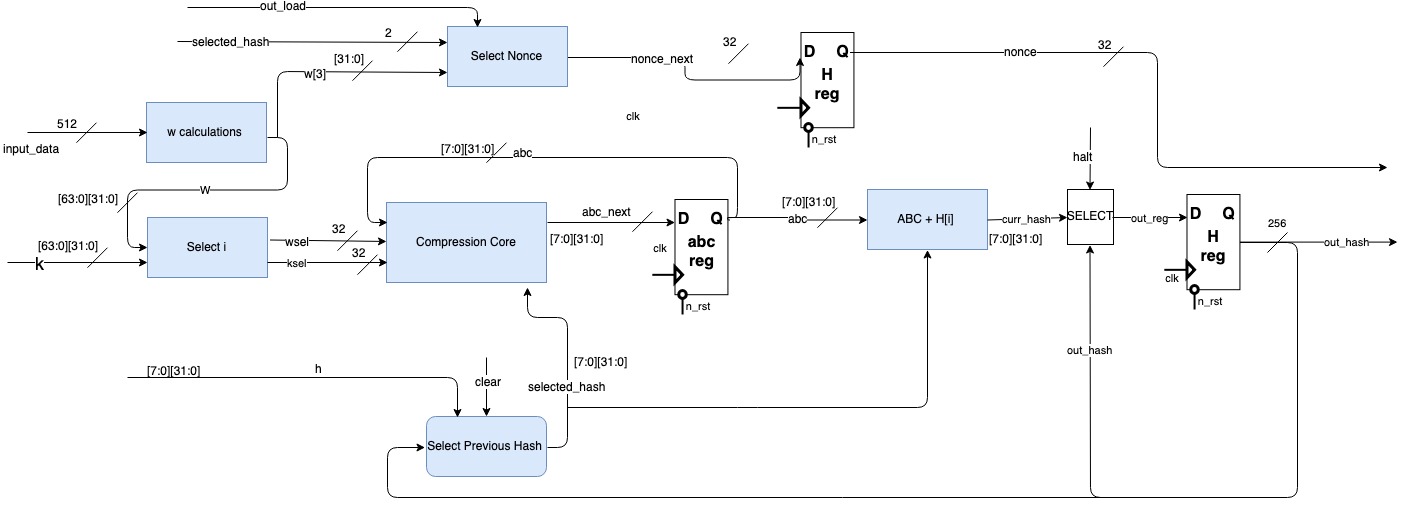 out_load
selected_hash
2
Select Nonce
[31:0]
w[3]
nonce_next
32
D Q
H
reg
n_rst
nonce
32
clk
512
input_data
w calculations
halt
[7:0][31:0]
abc
W
[63:0][31:0]
[63:0][31:0]
k
Select i
wsel
32
ksel
32
Compression Core
abc_next
[7:0][31:0]
D Q
abc
reg
clk
n_rst
[7:0][31:0]
abc
ABC + H[i]
curr_hash
[7:0][31:0]
SELECT
out_reg
D Q
H
reg
clk
n_rst
256
out_hash
out_hash
[7:0][31:0]
h
clear
[7:0][31:0]
selected_hash
Select Previous Hash